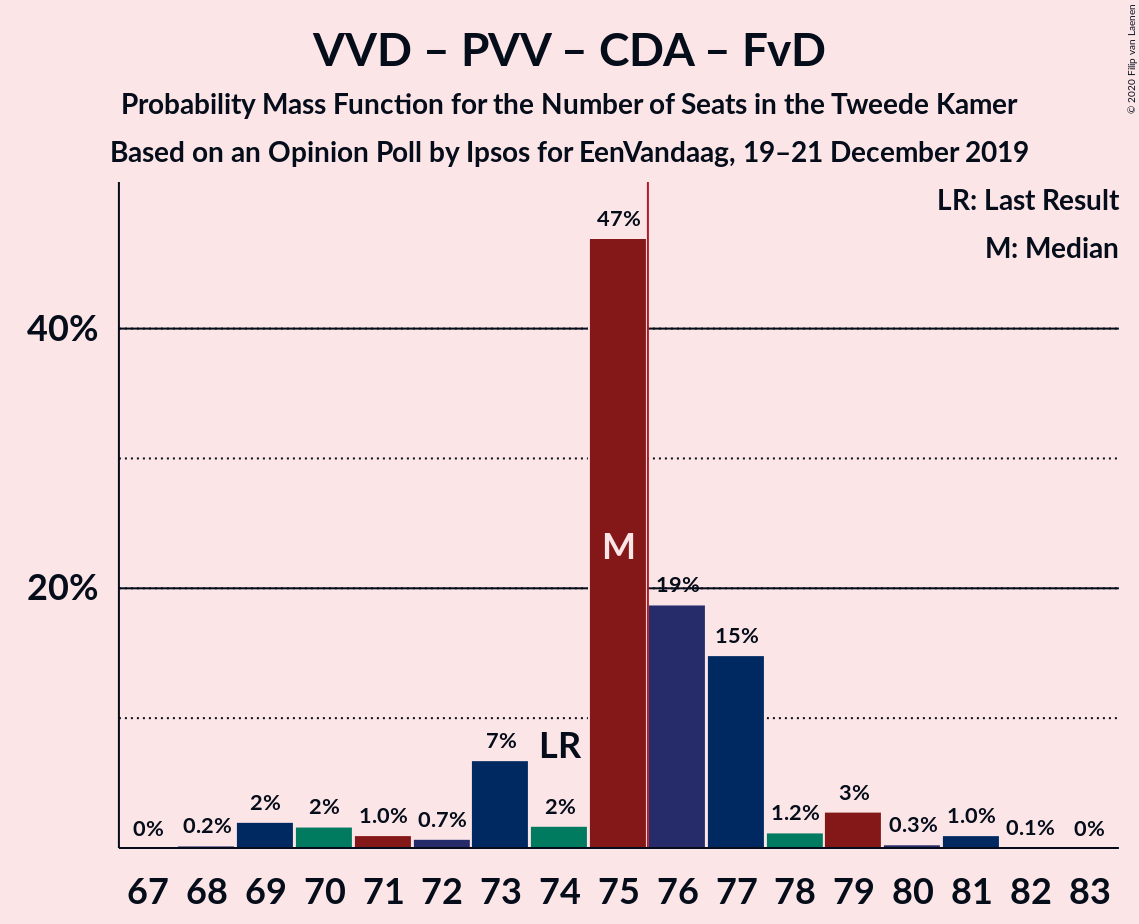 VVD – PVV – CDA – FvD
Probability Mass Function for the Number of Seats in the Tweede Kamer
Based on an Opinion Poll by Ipsos for EenVandaag, 19–21 December 2019
© 2020 Filip van Laenen
LR: Last Result
M: Median
40%
20%
0%
0.2%
2%
2%
1.0%
0.7%
7%
LR
2%
47%
M
19%
15%
1.2%
3%
0.3%
1.0%
0.1%
0%
67 68 69 70 71 72 73 74 75 76 77 78 79 80 81 82 83